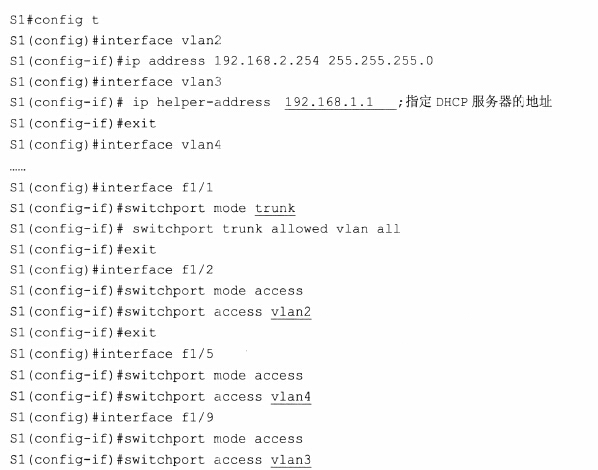 S1#config t
S1(config)#interface vlan2
S1(config-if)#ip address 192.168.2.254 255.255.255.0
S1(config-if)#interface vlan3
S1(config-if)# ip helper-address 192.168.1.1 ;指定 DHCP 服务器的地址
S1(config-if)#exit
S1(config)#interface vlan4
……
S1(config)#interface f1/1
S1(config-if)#switchport mode trunk
S1(config-if)# switchport trunk allowed vlan all
S1(config-if)#exit
S1(config)#interface f1/2
S1(config-if)#switchport mode access
S1(config-if)#switchport access vlan2
S1(config-if)#exit
S1(config)#interface f1/5
S1(config-if)#switchport mode access
S1(config-if)#switchport access vlan4
S1(config)#interface f1/9
S1(config-if)#switchport mode access
S1(config-if)#switchport access vlan3